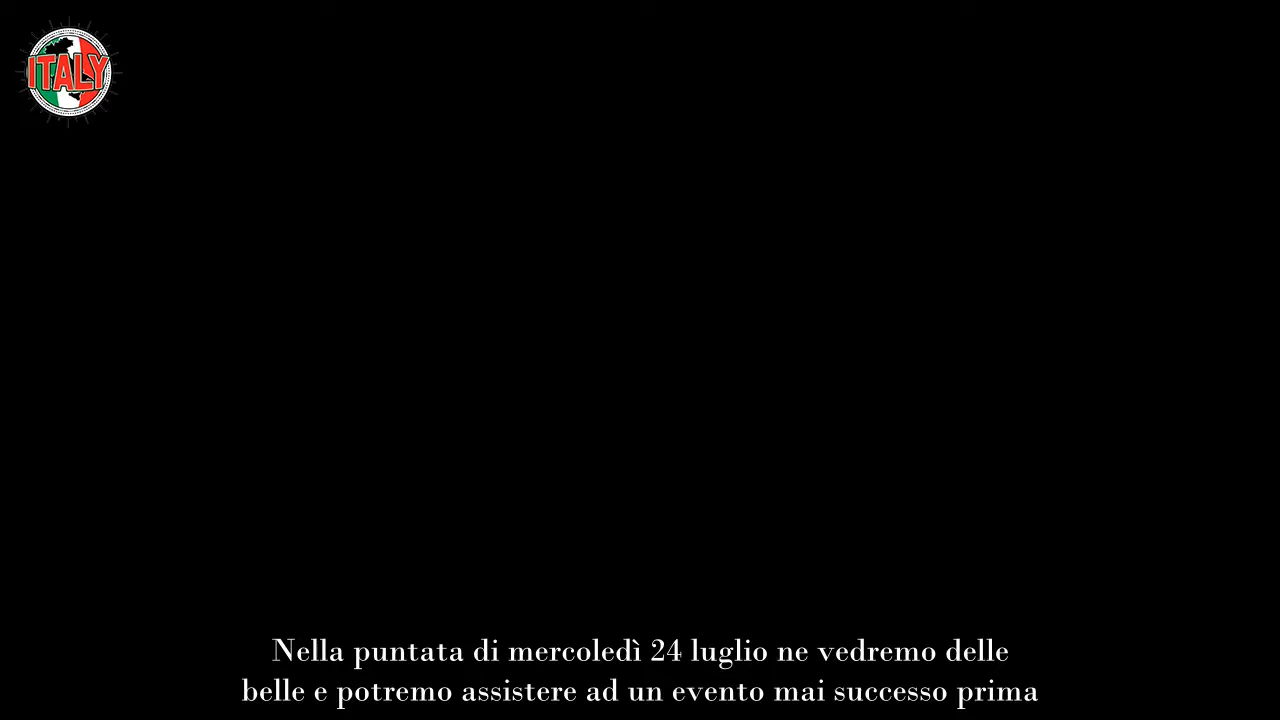 ITALY
Nella puntata di mercoledì 24 luglio ne vedremo delle
belle e potremo assistere ad un evento mai successo prima